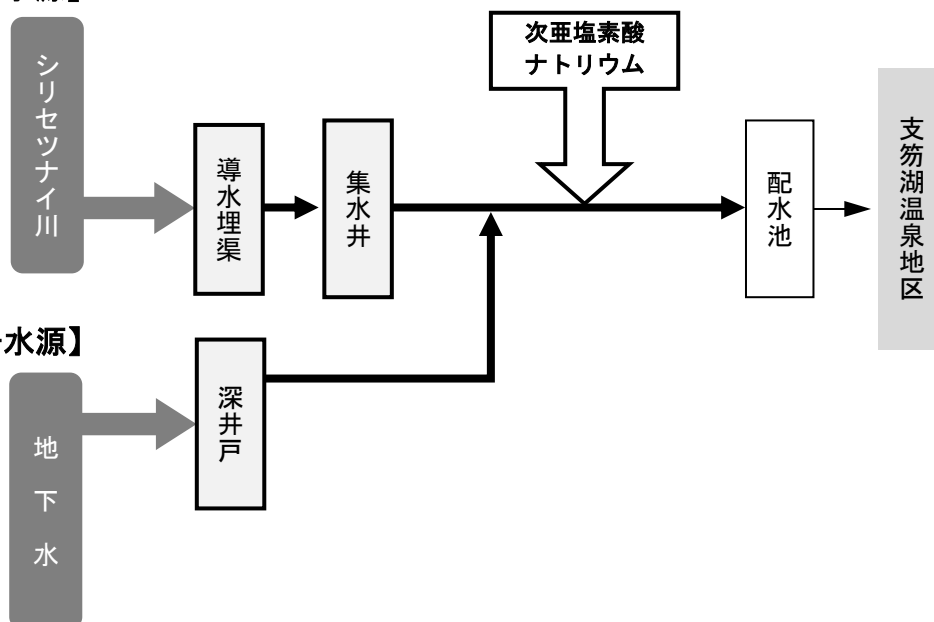 次亜塩素酸
ナトリウム
シリセツナイ川
導水埋渠
集水井
配水池
支笏湖温泉地区
水源】
深井戸
地下水